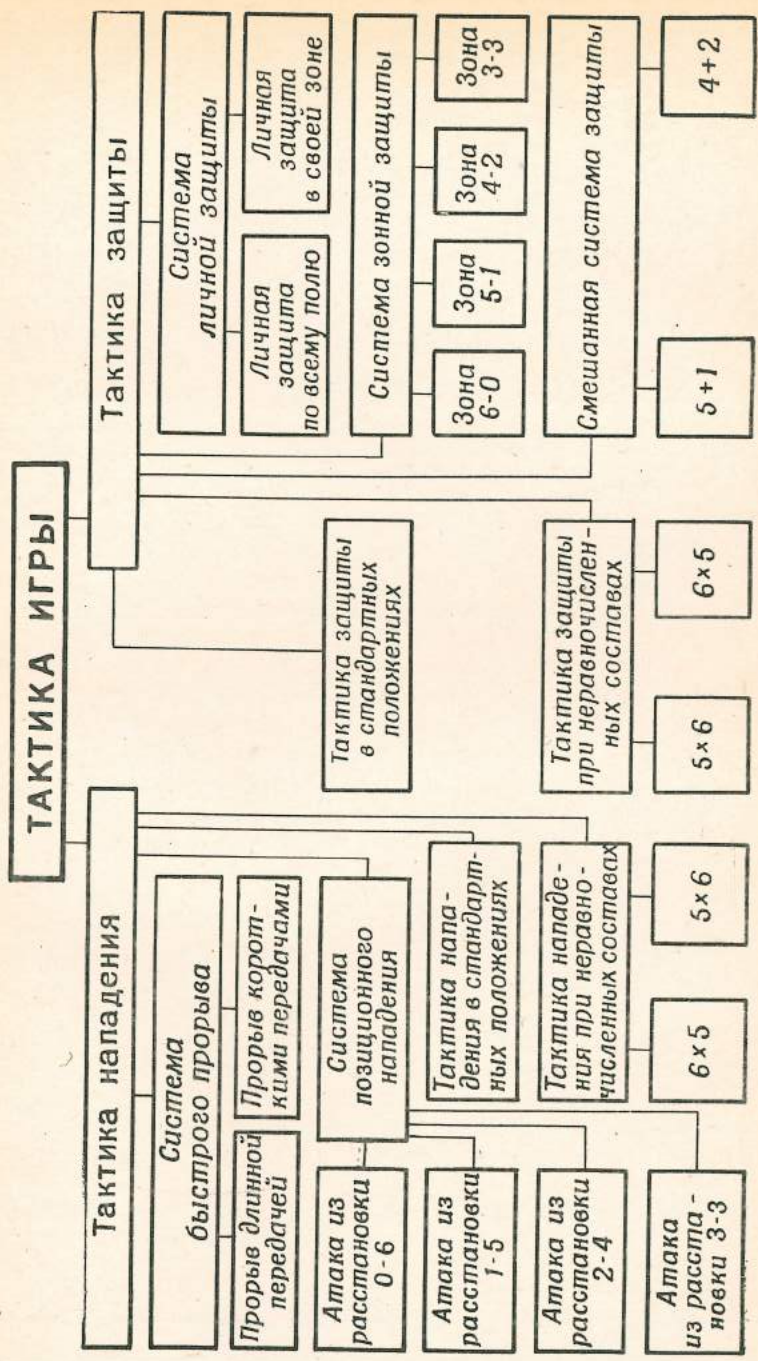 ТАКТИКА ИГРЫ
Тактика нападения
Система
быстрого прорыва
Прорыв длинной
передачей
Прорыв корот-
кими передачами
Система
позиционного
нападения
Атака из
расстановки
0-6
Атака из
расстановки
1-5
Атака из
расстановки
2-4
Атака
из расста-
новки 3-3
Тактика напа-
дения в стандарт-
ных положениях
Тактика нападе-
ния при неравно-
численных составах
6×5
5×6
Тактика защиты
Тактика защиты
в стандартных
положениях
Тактика защиты
при неравночислен-
ных составах
5×6
6×5
Система
личной защиты
Личная
защита
по всему полю
Личная
защита
в своей зоне
Система зонной защиты
Зона
6-0
Зона
5-1
Зона
4-2
Зона
3-3
Смешанная система защиты
5+1
4+2